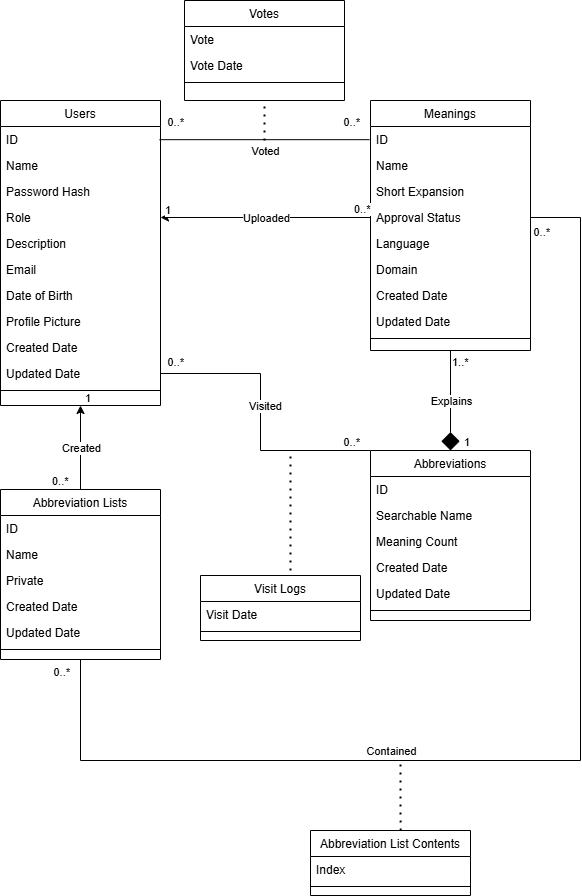 Votes
Vote
Vote Date
Users
ID
Name
Password Hash
Role
Description
Email
Date of Birth
Profile Picture
Created Date
Updated Date
0..*
0..*
Voted
1
0..*
Uploaded
Meanings
ID
Name
Short Expansion
Approval Status
Language
Domain
Created Date
Updated Date
0..*
0..*
Visited
0..*
1..*
Explains
1
1
Created
0..*
Abbreviation Lists
ID
Name
Private
Created Date
Updated Date
0..*
Abbreviations
ID
Searchable Name
Meaning Count
Created Date
Updated Date
Visit Logs
Visit Date
Contained
Abbreviation List Contents
Index